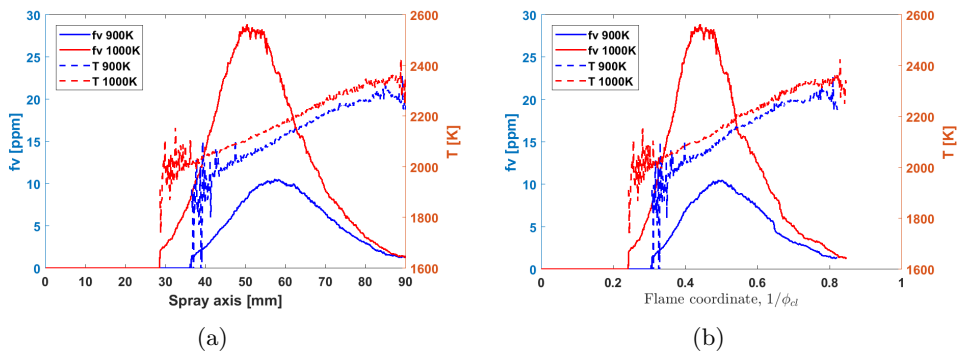 30
25
20
15
10
5
0
fv [ppm]
fv 900K
fv 1000K
T 900K
T 1000K
2600
2400
2200
2000
1800
1600
T [K]
0 10 20 30 40 50 60 70 80 90
Spray axis [mm]
(a)
30
25
20
15
10
5
0
fv [ppm]
fv 900K
fv 1000K
T 900K
T 1000K
2600
2400
2200
2000
1800
1600
T [K]
0 0.2 0.4 0.6 0.8 1
Flame coordinate, 1/ϕcl
(b)